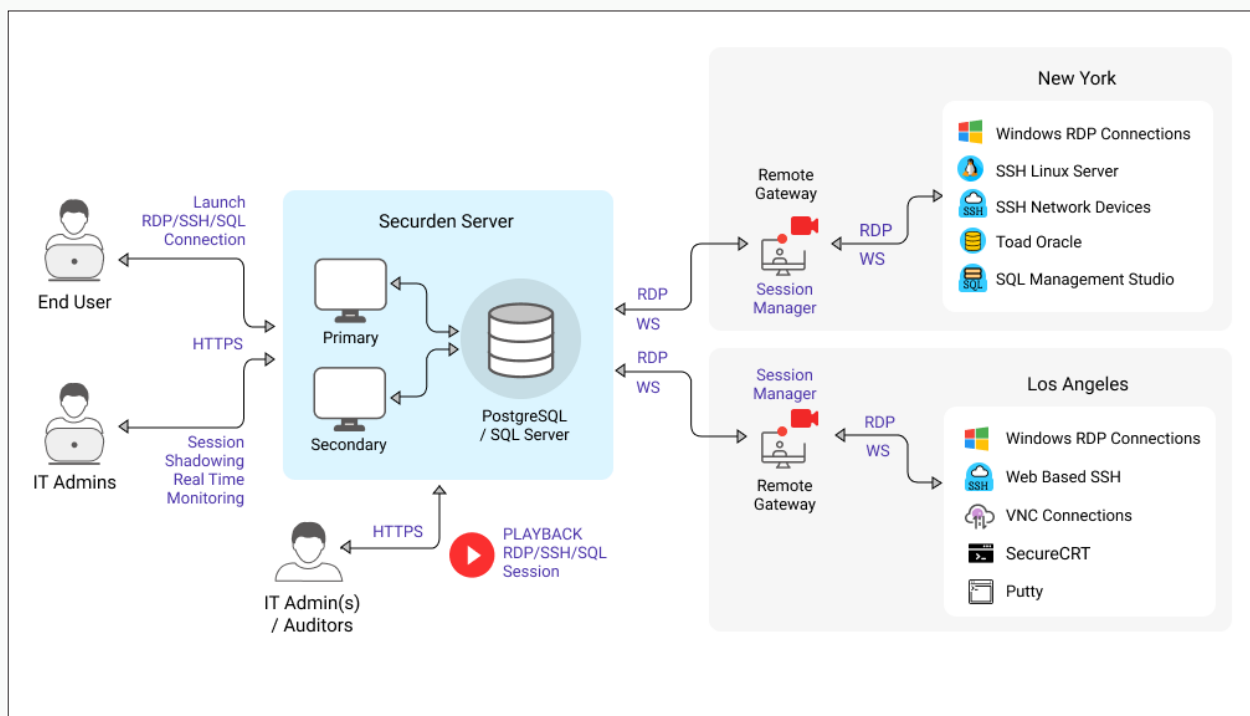 Launch
RDP/SSH/SQL
Connection
End User
HTTPS
IT Admins
Session
Shadowing
Real Time
Monitoring
Securden Server
Primary
Secondary
PostgreSQL
/ SQL Server
HTTPS
PLAYBACK
RDP/SSH/SQL
Session
IT Admin(s)
/ Auditors
RDP
WS
RDP
WS
New York
Remote
Gateway
Session
Manager
RDP
WS
Windows RDP Connections
SSH Linux Server
SSH
SSH Network Devices
Toad Oracle
SQL
SQL Management Studio
Los Angeles
Session
Manager
Remote
Gateway
RDP
WS
Windows RDP Connections
SSH
Web Based SSH
VNC Connections
SecureCRT
Putty